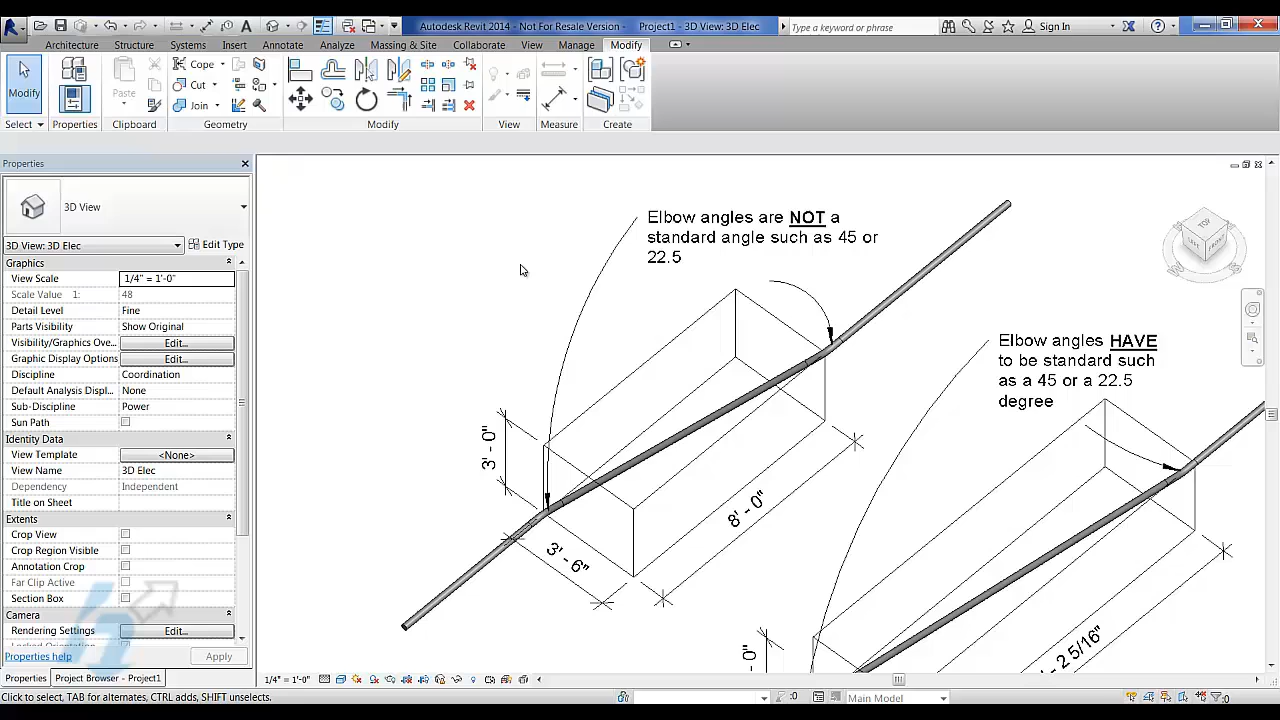 Autodesk Revit 2014 - Not For Resale Version - Project1 - 3D View: 3D Elec
Type a keyword or phrase
Sign In
Architecture Structure Systems Insert Annotate Analyze Massing & Site Collaborate View Manage Modify
Modify
Paste
Cope
Cut
Join
Select Properties Clipboard Geometry Modify View Measure Create
Properties
3D View
3D View: 3D Elec
Edit Type
Graphics
View Scale 1/4" = 1'-0"
Scale Value 1: 48
Detail Level Fine
Parts Visibility Show Original
Visibility/Graphics Ove... Edit...
Graphic Display Options Edit...
Discipline Coordination
Default Analysis Displ... None
Sub-Discipline Power
Sun Path
Identity Data
View Template <None>
View Name 3D Elec
Dependency Independent
Title on Sheet
Extents
Crop View
Crop Region Visible
Annotation Crop
Far Clip Active
Section Box
Camera
Rendering Settings Edit...
Locked Orientation
Properties help
Apply
Properties Project Browser - Project1
Elbow angles are NOT a
standard angle such as 45 or
22.5
TOP
Elbow angles HAVE
to be standard such
as a 45 or a 22.5
degree
3' - 0"
8' - 0"
3' - 6"
- 0"
- 2 5/16"
1/4" = 1'-0"
Click to select, TAB for alternates, CTRL adds, SHIFT unselects.
:0
Main Model
:0